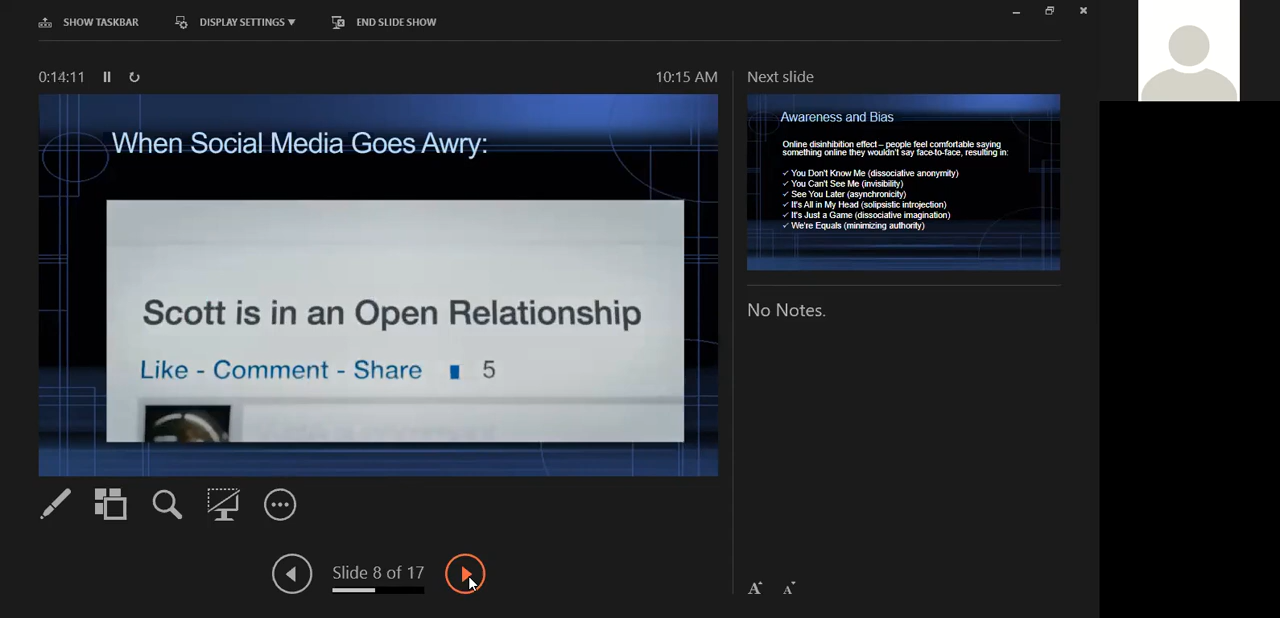 SHOW TASKBAR
DISPLAY SETTINGS ▼
END SLIDE SHOW
0:14:11
10:15 AM
When Social Media Goes Awry:
Scott is in an Open Relationship
Like - Comment - Share 5
Slide 8 of 17
Next slide
Awareness and Bias
Online disinhibition effect – people feel comfortable saying
something online they wouldn't say face-to-face, resulting in:
✓ You Don't Know Me (dissociative anonymity)
✓ You Can't See Me (invisibility)
✓ See You Later (asynchronicity)
✓ It's All in My Head (solipsistic introjection)
✓ It's Just a Game (dissociative imagination)
✓ We're Equals (minimizing authority)
No Notes.
A A